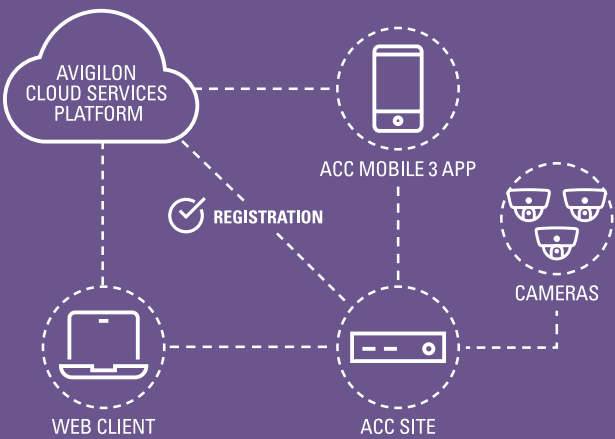 AVIGILON
CLOUD SERVICES
PLATFORM
ACC MOBILE 3 APP
REGISTRATION
CAMERAS
WEB CLIENT
ACC SITE